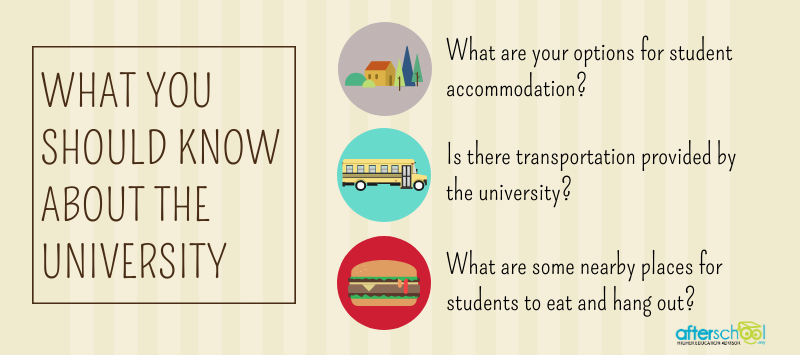 WHAT YOU
SHOULD KNOW
ABOUT THE
UNIVERSITY
What are your options for student
accommodation?
Is there transportation provided by
the university?
What are some nearby places for
students to eat and hang out?
afterschool
HIGHER EDUCATION ADVISOR